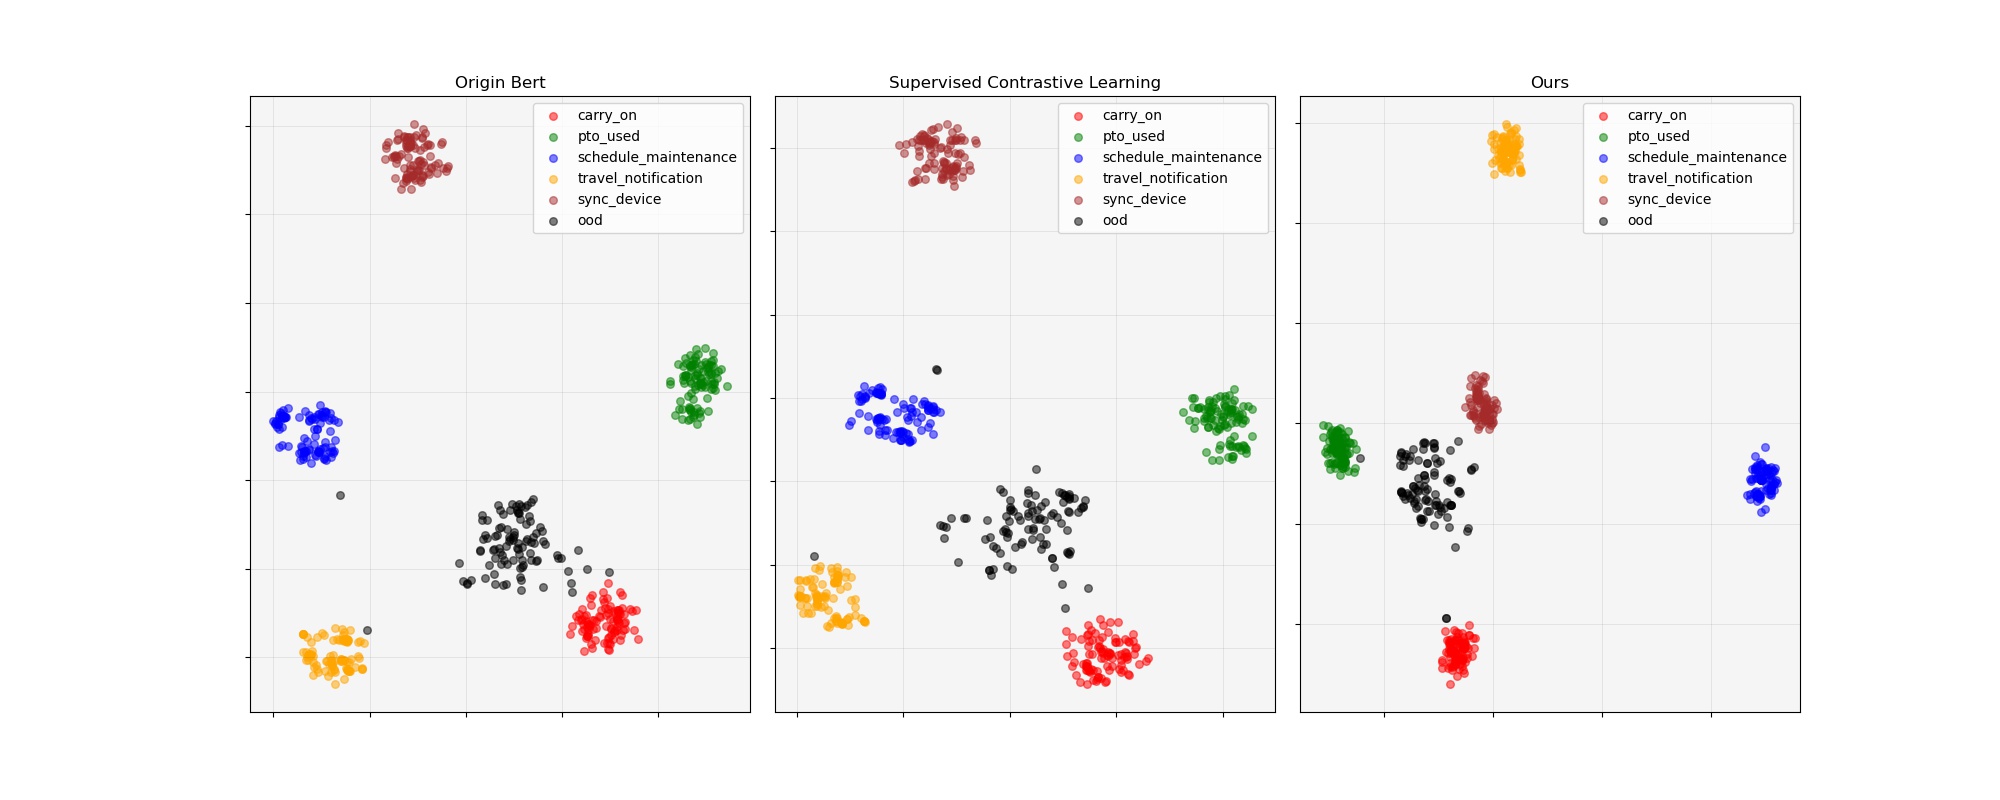 Origin Bert
carry_on
pto_used
schedule_maintenance
travel_notification
sync_device
ood
Supervised Contrastive Learning
carry_on
pto_used
schedule_maintenance
travel_notification
sync_device
ood
Ours
carry_on
pto_used
schedule_maintenance
travel_notification
sync_device
ood